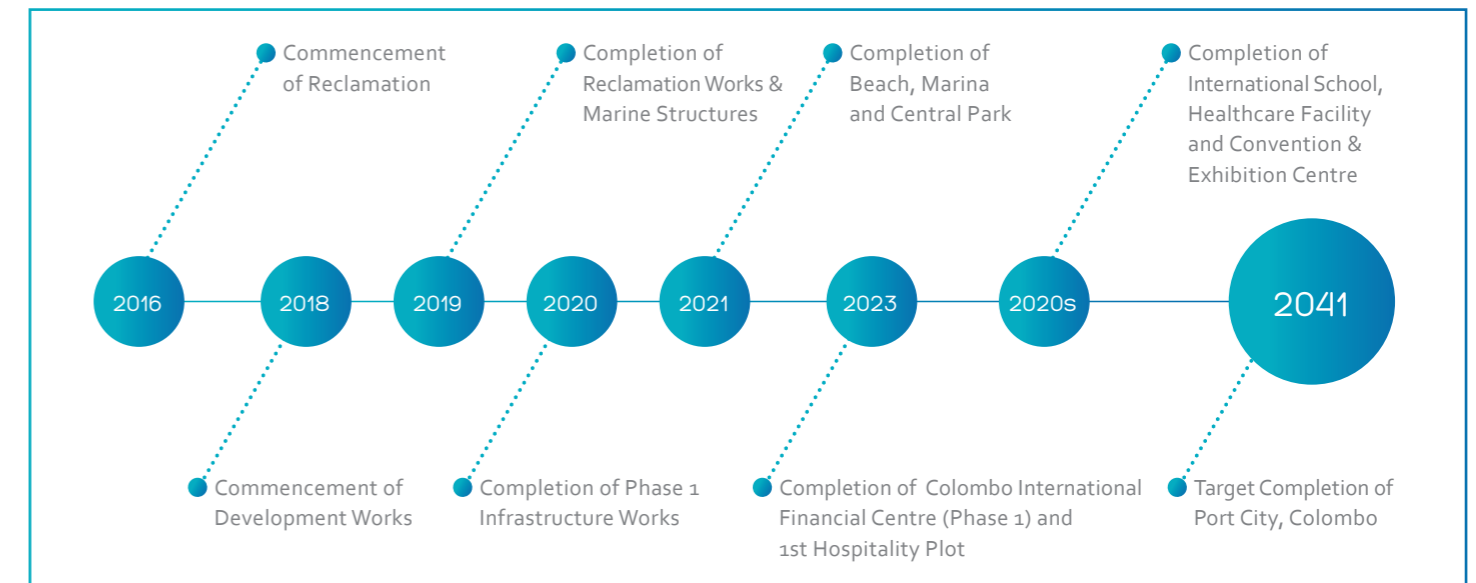 Commencement
of Reclamation
Completion of
Reclamation Works &
Marine Structures
Completion of
Beach, Marina
and Central Park
Completion of
International School,
Healthcare Facility
and Convention &
Exhibition Centre
2016
2018
2019
2020
2021
2023
2020s
2041
Commencement of
Development Works
Completion of Phase 1
Infrastructure Works
Completion of Colombo International
Financial Centre (Phase 1) and
1st Hospitality Plot
Target Completion of
Port City, Colombo